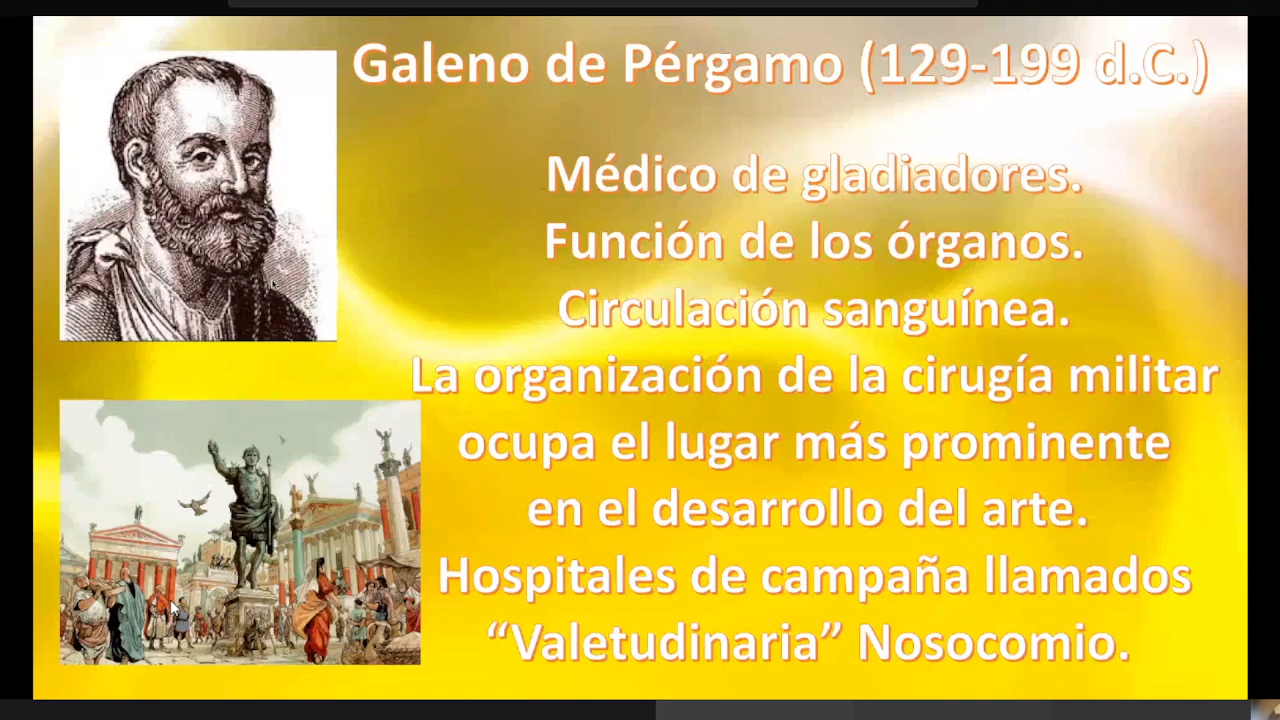 Galeno de Pérgamo (129-199 d.C.)
Médico de gladiadores.
Función de los órganos.
Circulación sanguínea.
La organización de la cirugía militar
ocupa el lugar más prominente
en el desarrollo del arte.
Hospitales de campaña llamados
“Valetudinaria” Nosocomio.